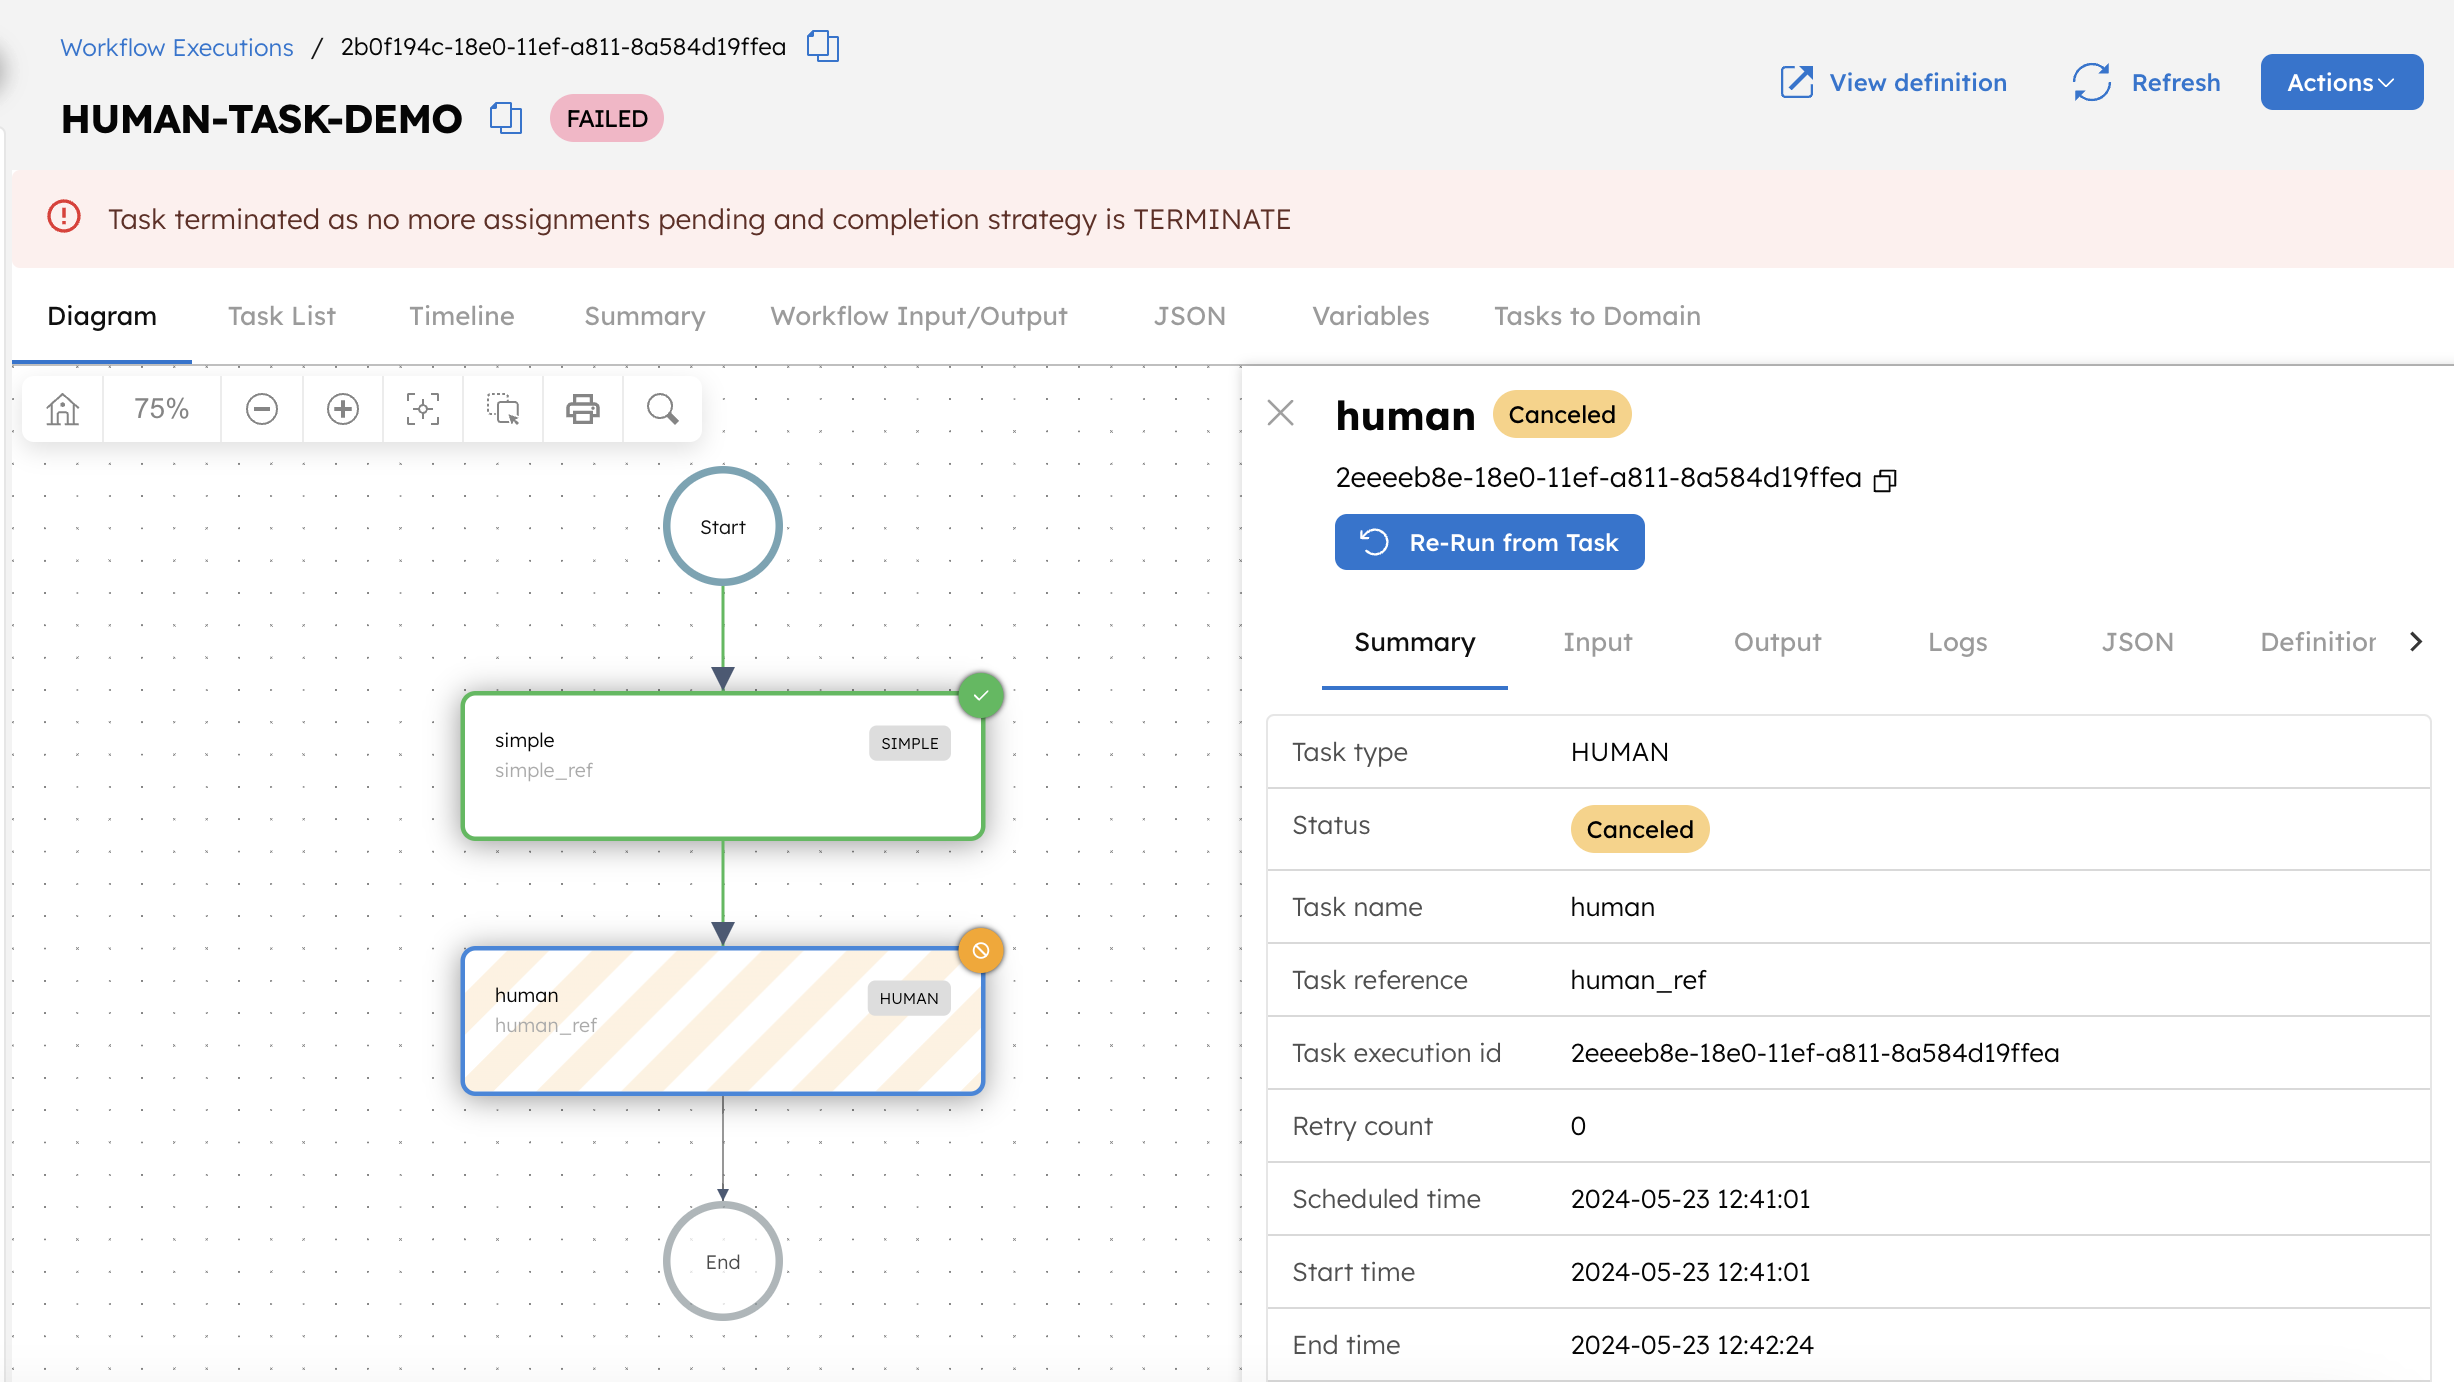 Workflow Executions / 2b0f194c-18e0-11ef-a811-8a584d19ffea
HUMAN-TASK-DEMO FAILED
View definition Refresh Actions
Task terminated as no more assignments pending and completion strategy is TERMINATE
Diagram Task List Timeline Summary Workflow Input/Output JSON Variables Tasks to Domain
75%
Start
simple SIMPLE
simple_ref
human HUMAN
human_ref
End
human Canceled
2eeeeb8e-18e0-11ef-a811-8a584d19ffea
Re-Run from Task
Summary Input Output Logs JSON Definition
Task type HUMAN
Status Canceled
Task name human
Task reference human_ref
Task execution id 2eeeeb8e-18e0-11ef-a811-8a584d19ffea
Retry count 0
Scheduled time 2024-05-23 12:41:01
Start time 2024-05-23 12:41:01
End time 2024-05-23 12:42:24